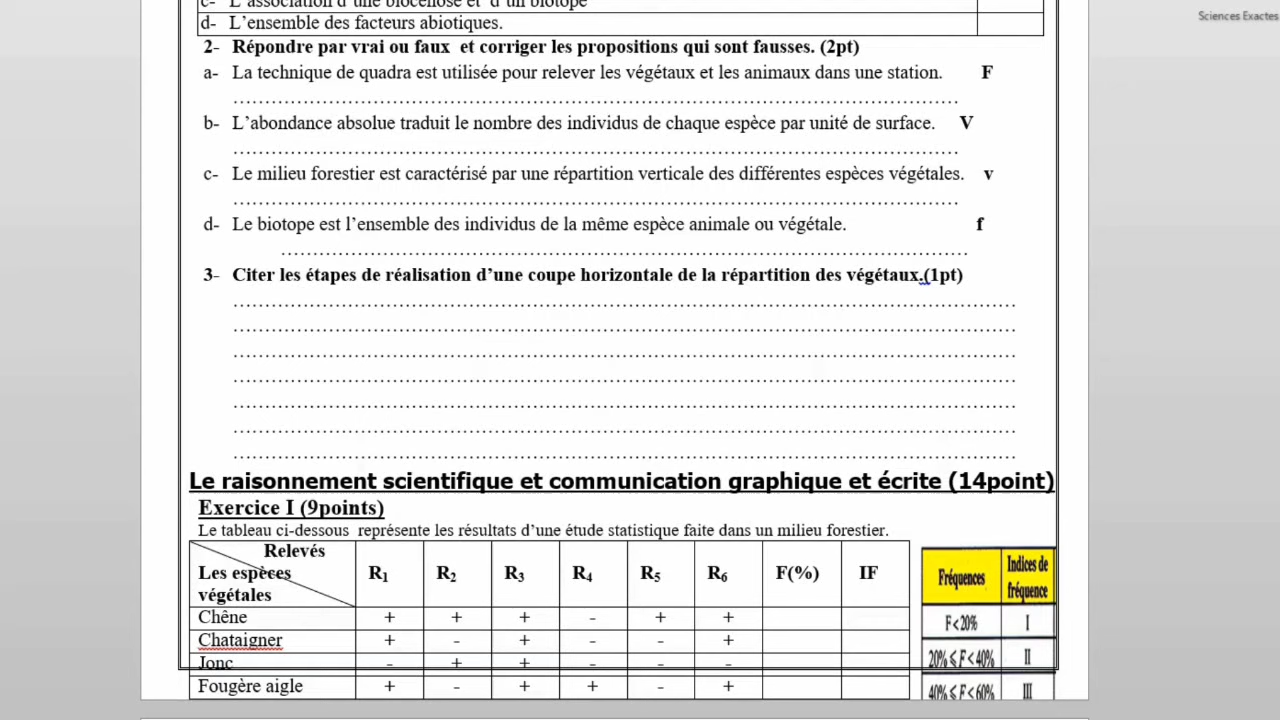 Sciences Exactes
c- L'association d'une biocénose et d'un biotope
d- L'ensemble des facteurs abiotiques.
2- Répondre par vrai ou faux et corriger les propositions qui sont fausses. (2pt)
a- La technique de quadra est utilisée pour relever les végétaux et les animaux dans une station. F
b- L'abondance absolue traduit le nombre des individus de chaque espèce par unité de surface. V
c- Le milieu forestier est caractérisé par une répartition verticale des différentes espèces végétales. v
d- Le biotope est l'ensemble des individus de la même espèce animale ou végétale. f
3- Citer les étapes de réalisation d'une coupe horizontale de la répartition des végétaux.(1pt)
Le raisonnement scientifique et communication graphique et écrite (14point)
Exercice I (9points)
Le tableau ci-dessous représente les résultats d'une étude statistique faite dans un milieu forestier.
Relevés
Les espèces
végétales
R1 R2 R3 R4 R5 R6 F(%) IF
Chêne + + + - + +
Chataigner + - + - - +
Jonc - + + - - -
Fougère aigle + - + + - +
Fréquences Indices de
fréquence
F<20% I
20% ≤ F < 40% II
40% ≤ F < 60% III